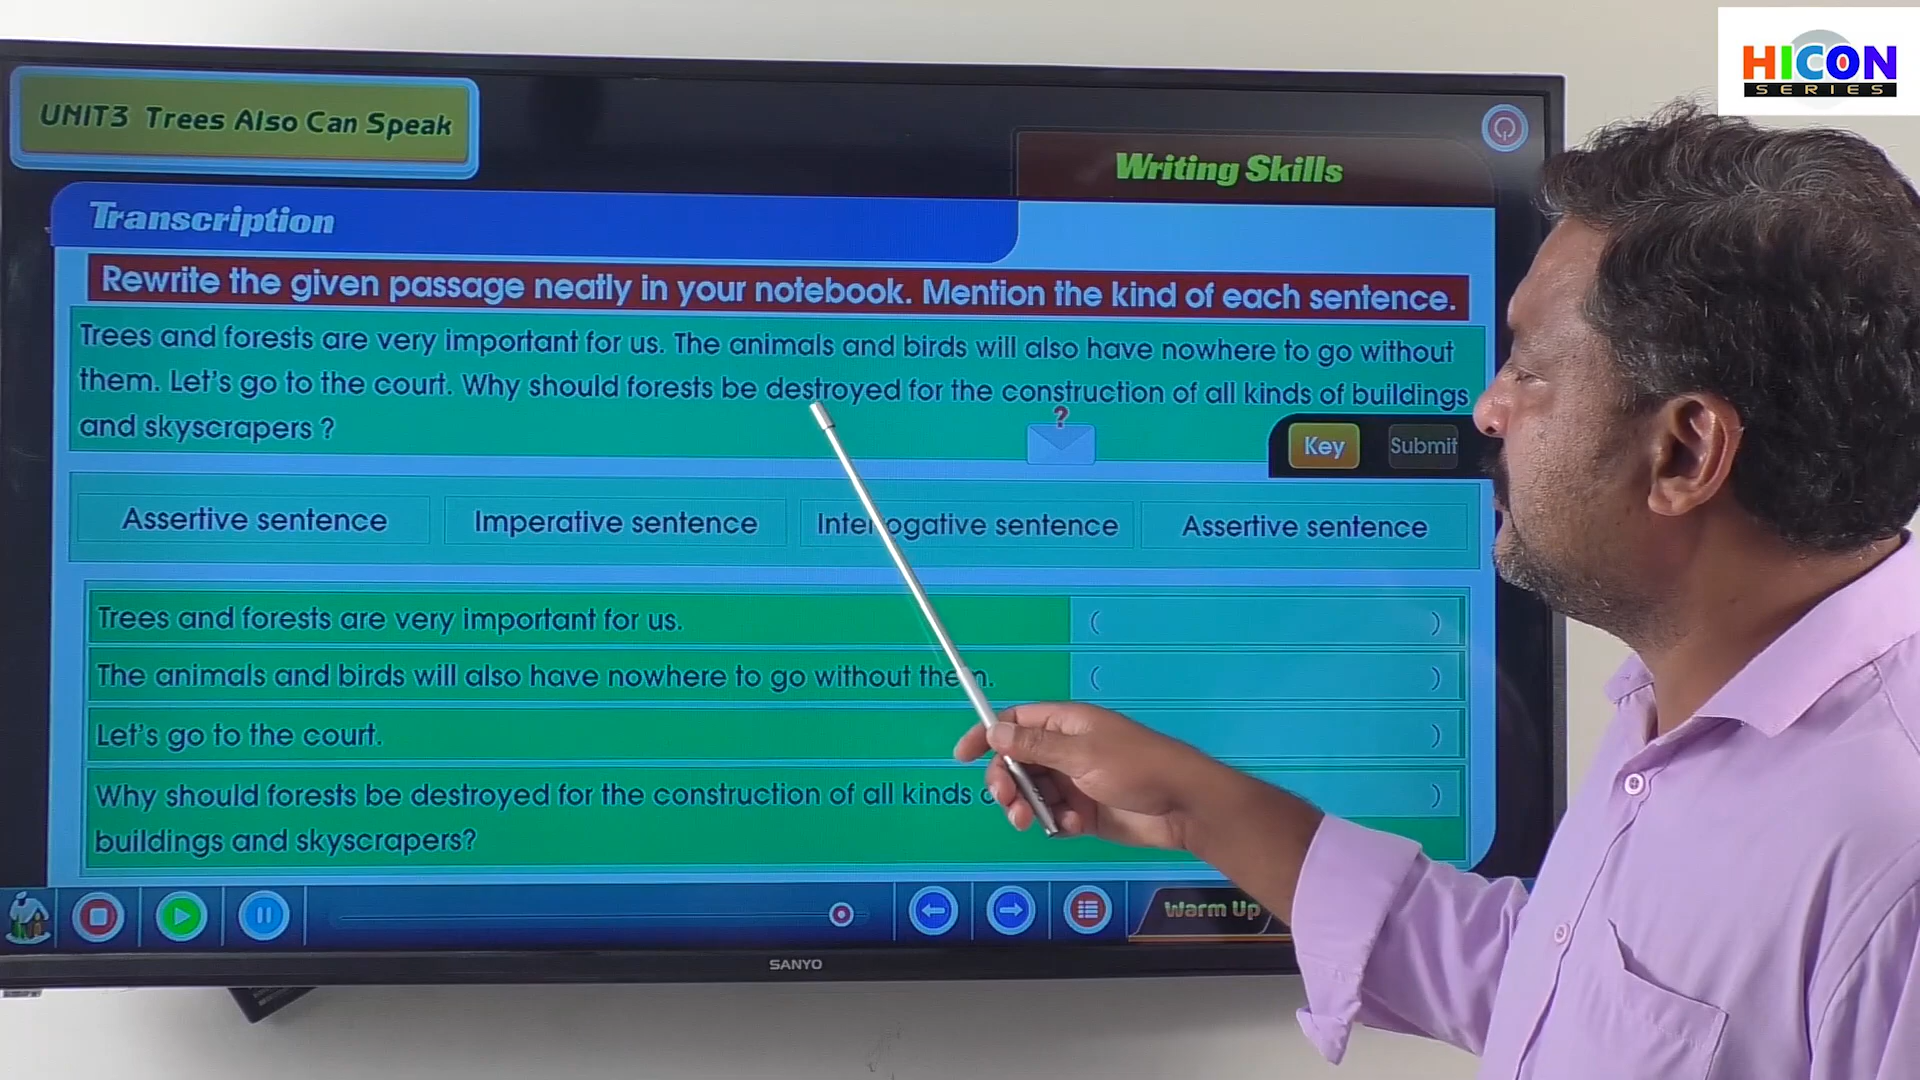 HICON
SERIES
UNIT3 Trees Also Can Speak
Writing Skills
Transcription
Rewrite the given passage neatly in your notebook. Mention the kind of each sentence.
Trees and forests are very important for us. The animals and birds will also have nowhere to go without
them. Let's go to the court. Why should forests be destroyed for the construction of all kinds of buildings
and skyscrapers ?
?
Key Submit
Assertive sentence Imperative sentence Interrogative sentence Assertive sentence
Trees and forests are very important for us. ( )
The animals and birds will also have nowhere to go without them. ( )
Let's go to the court. )
Why should forests be destroyed for the construction of all kinds )
buildings and skyscrapers?
Warm Up
SANYO